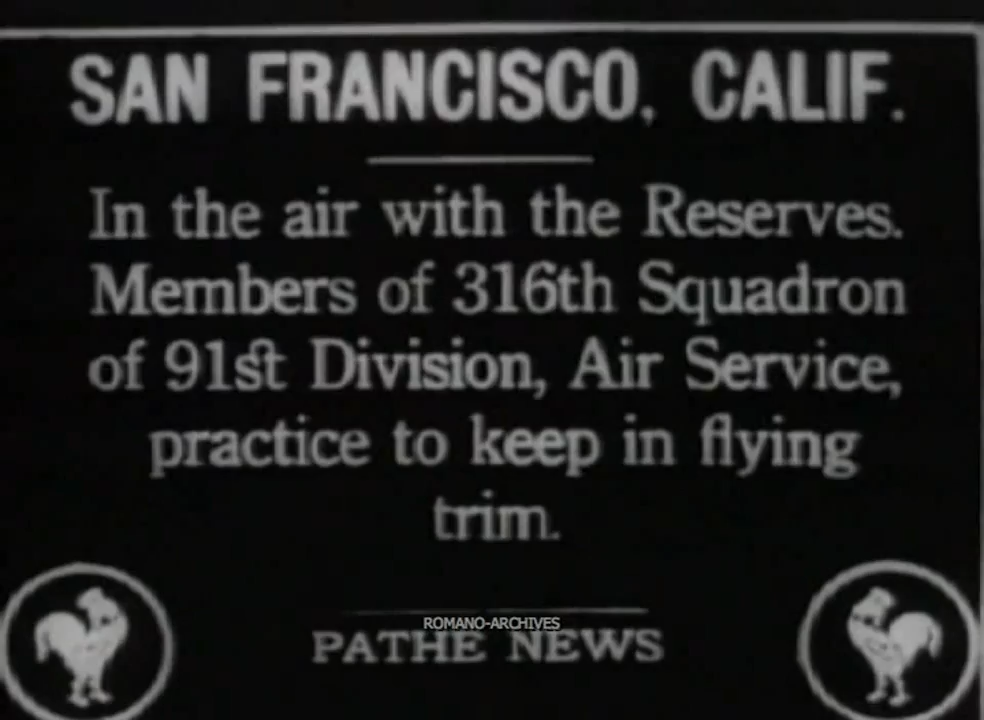 SAN FRANCISCO, CALIF.
In the air with the Reserves.
Members of 316th Squadron
of 91st Division, Air Service,
practice to keep in flying
trim.
ROMANO-ARCHIVES
PATHE NEWS